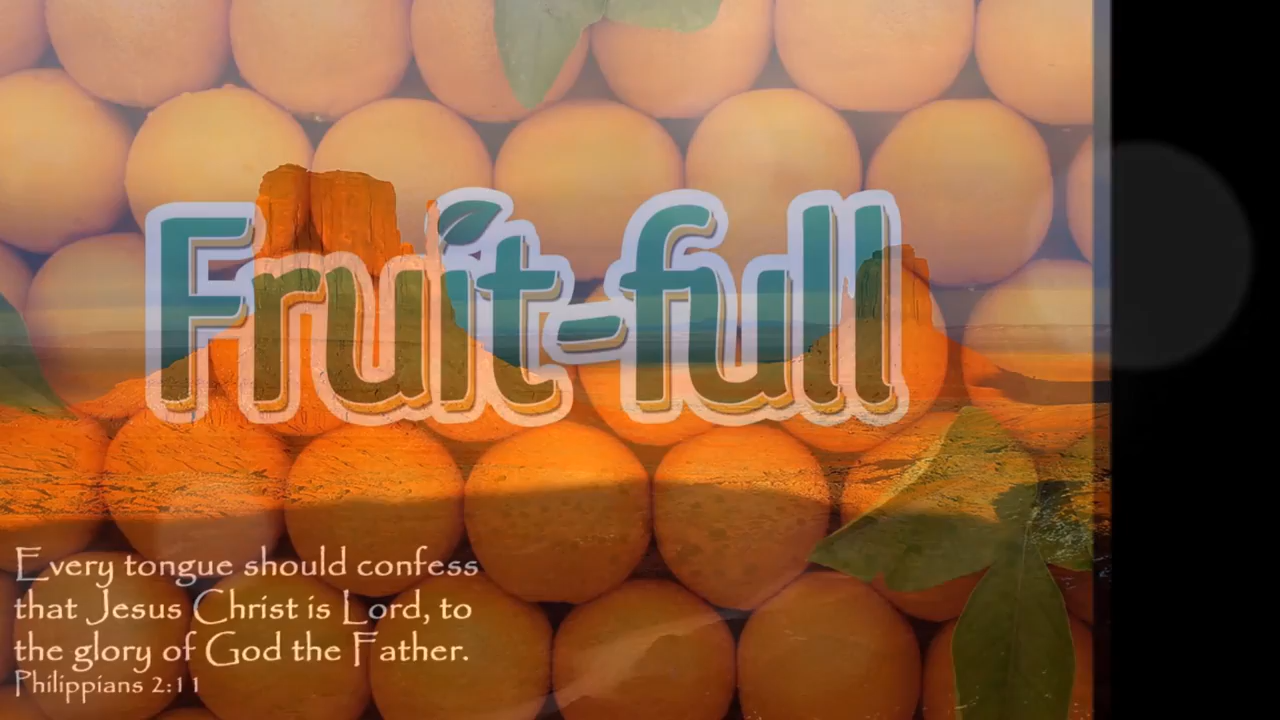 Fruit-full
Every tongue should confess
that Jesus Christ is Lord, to
the glory of God the Father.
Philippians 2:11